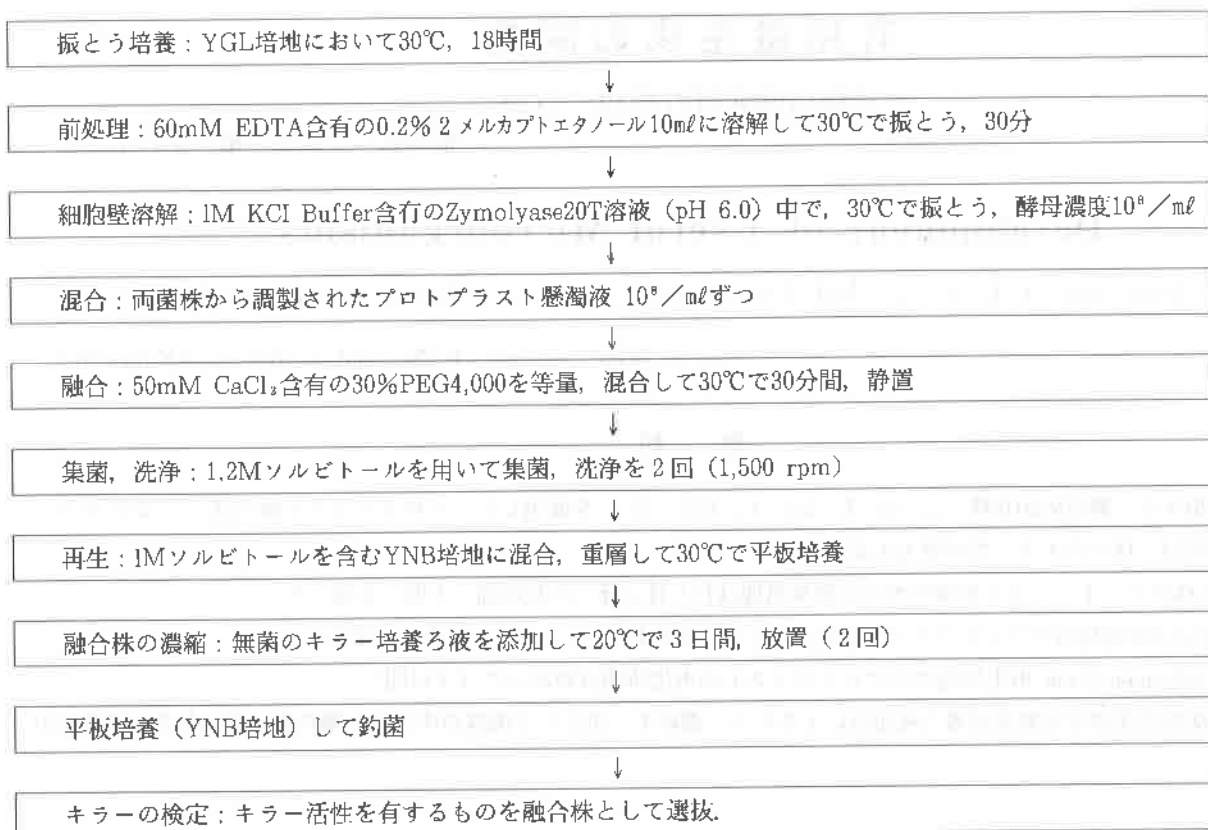 振とう培養：YGL培地において30℃，18時間
↓
前処理：60mM EDTA含有の0.2% 2メルカプトエタノール10mℓに溶解して30℃で振とう，30分
↓
細胞壁溶解：1M KCl Buffer含有のZymolyase20T溶液（pH 6.0）中で，30℃で振とう，酵母濃度10⁸／mℓ
↓
混合：両菌株から調製されたプロトプラスト懸濁液 10⁸／mℓずつ
↓
融合：50mM CaCl₂含有の30%PEG4,000を等量，混合して30℃で30分間，静置
↓
集菌，洗浄：1.2Mソルビトールを用いて集菌，洗浄を2回（1,500 rpm）
↓
再生：1Mソルビトールを含むYNB培地に混合，重層して30℃で平板培養
↓
融合株の濃縮：無菌のキラー培養ろ液を添加して20℃で3日間，放置（2回）
↓
平板培養（YNB培地）して釣菌
↓
キラーの検定：キラー活性を有するものを融合株として選抜．